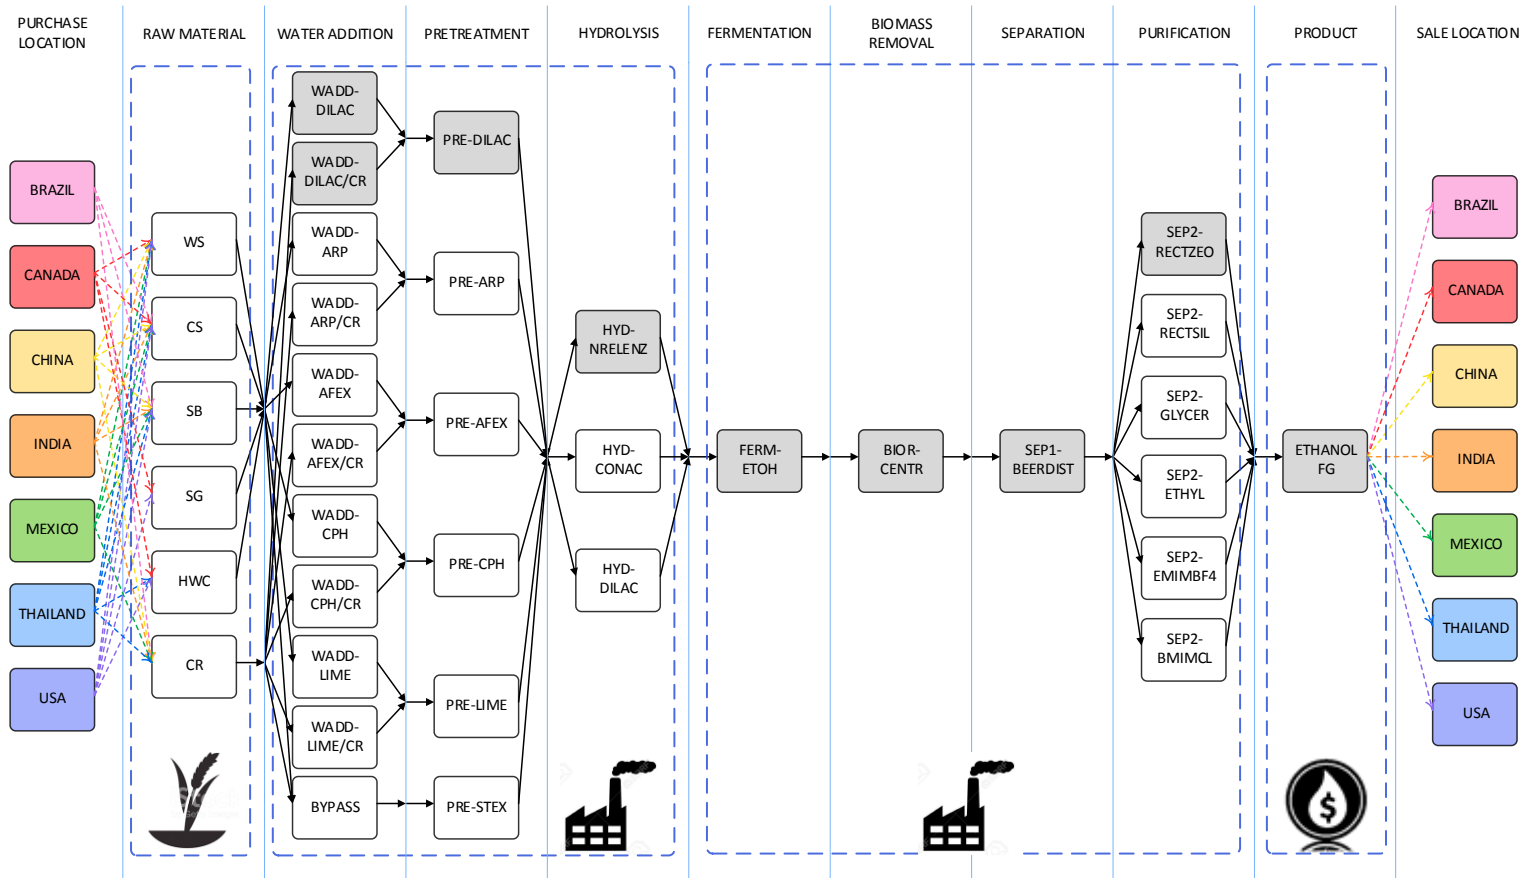 PURCHASE
LOCATION
RAW MATERIAL
WATER ADDITION
PRETREATMENT
HYDROLYSIS
FERMENTATION
BIOMASS
REMOVAL
SEPARATION
PURIFICATION
PRODUCT
SALE LOCATION
BRAZIL
CANADA
CHINA
INDIA
MEXICO
THAILAND
USA
WS
CS
SB
SG
HWC
CR
WADD-
DILAC
WADD-
DILAC/CR
WADD-
ARP
WADD-
ARP/CR
WADD-
AFEX
WADD-
AFEX/CR
WADD-
CPH
WADD-
CPH/CR
WADD-
LIME
WADD-
LIME/CR
BYPASS
PRE-DILAC
PRE-ARP
PRE-AFEX
PRE-CPH
PRE-LIME
PRE-STEX
HYD-
NRELENZ
HYD-
CONAC
HYD-
DILAC
FERM-
ETOH
BIOR-
CENTR
SEP1-
BEERDIST
SEP2-
RECTZEO
SEP2-
RECTSIL
SEP2-
GLYCER
SEP2-
ETHYL
SEP2-
EMIMBF4
SEP2-
BMIMCL
ETHANOL
FG
$
BRAZIL
CANADA
CHINA
INDIA
MEXICO
THAILAND
USA